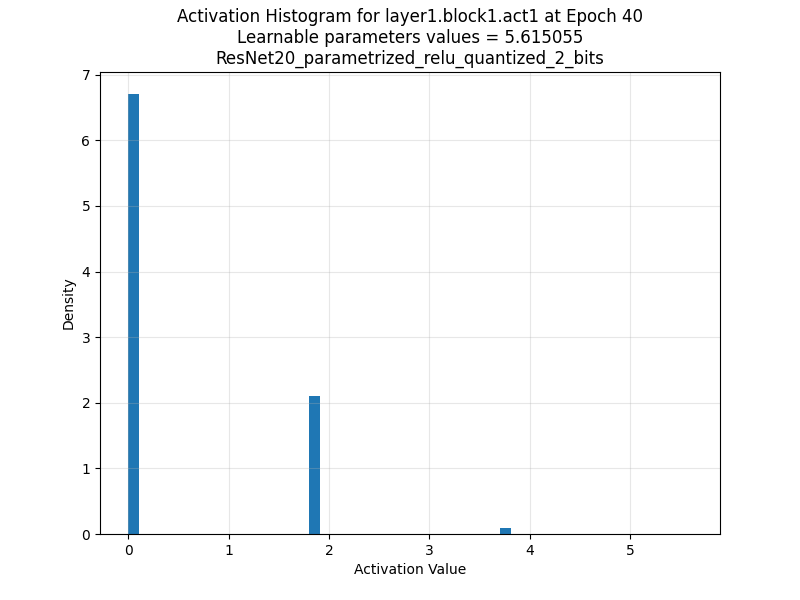 Activation Histogram for layer1.block1.act1 at Epoch 40
Learnable parameters values = 5.615055
ResNet20_parametrized_relu_quantized_2_bits
7
6
5
4
3
2
1
0
Density
0 1 2 3 4 5
Activation Value